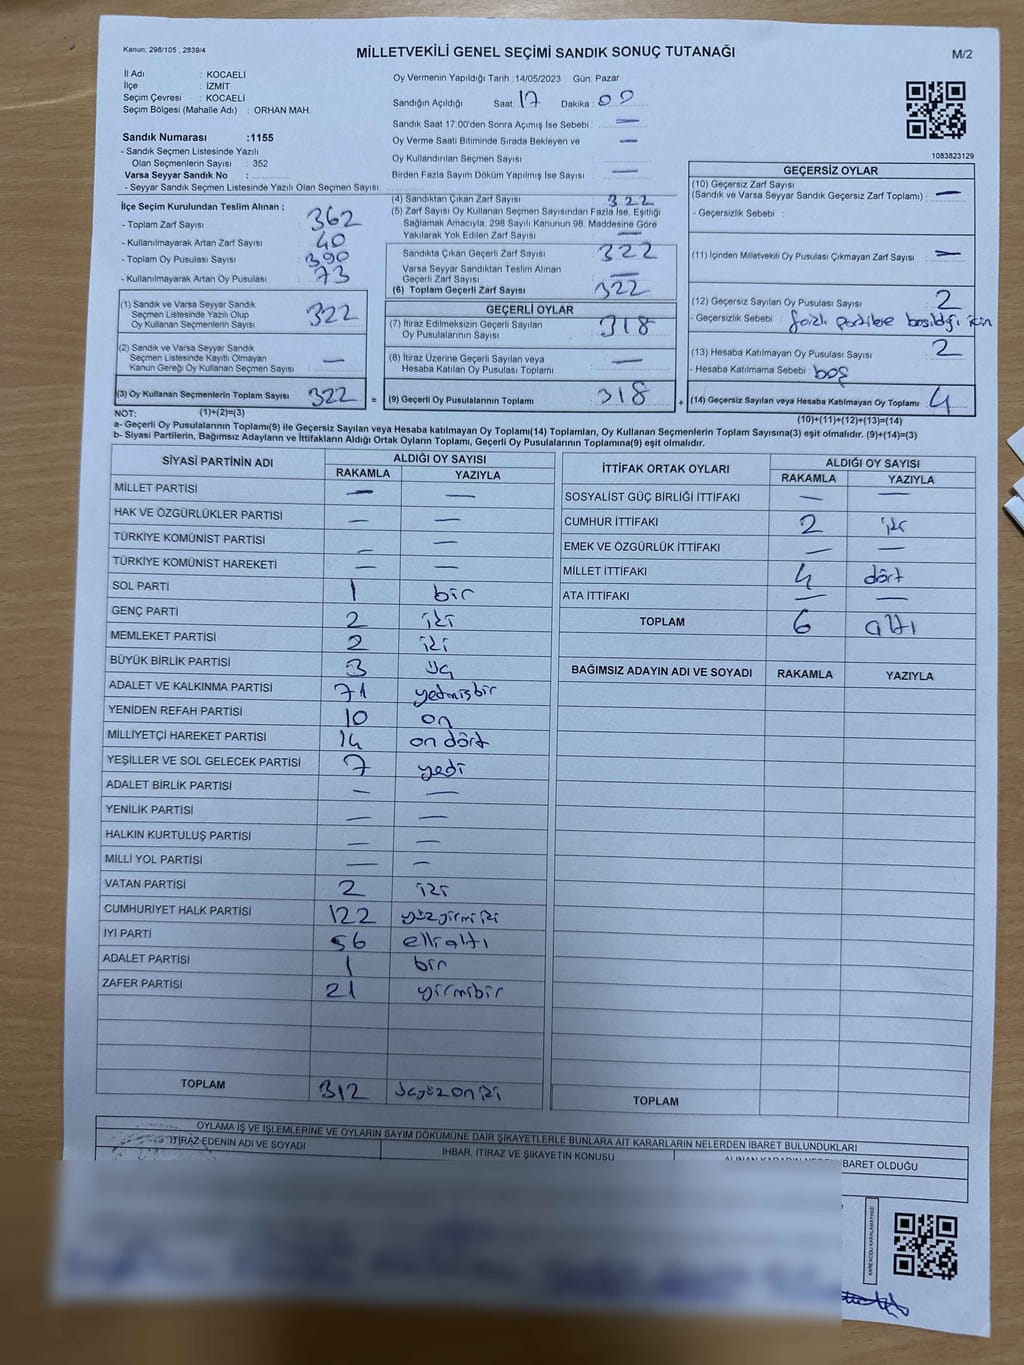 Kanun; 298/105 , 2839/4
MİLLETVEKİLİ GENEL SEÇİMİ SANDIK SONUÇ TUTANAĞI
M/2
İl Adı : KOCAELİ
İlçe : İZMİT
Seçim Çevresi : KOCAELİ
Seçim Bölgesi (Mahalle Adı) : ORHAN MAH.
Sandık Numarası :1155
- Sandık Seçmen Listesinde Yazılı
Olan Seçmenlerin Sayısı : 352
Varsa Seyyar Sandık No :
- Seyyar Sandık Seçmen Listesinde Yazılı Olan Seçmen Sayısı:
Oy Vermenin Yapıldığı Tarih :14/05/2023 Gün: Pazar
Sandığın Açıldığı Saat: 17 Dakika: 00
Sandık Saat 17.00'den Sonra Açımış İse Sebebi : —
Oy Verme Saati Bitiminde Sırada Bekleyen ve : —
Oy Kullandırılan Seçmen Sayısı
Birden Fazla Sayım Döküm Yapılmış İse Sayısı : —
1083823129
İlçe Seçim Kurulundan Teslim Alınan ;
- Toplam Zarf Sayısı : 362
- Kullanılmayarak Artan Zarf Sayısı : 40
- Toplam Oy Pusulası Sayısı : 390
- Kullanılmayarak Artan Oy Pusulası : 73
(4) Sandıktan Çıkan Zarf Sayısı : 322
(5) Zarf Sayısı Oy Kullanan Seçmen Sayısından Fazla İse, Eşitliği
Sağlamak Amacıyla; 298 Sayılı Kanunun 98. Maddesine Göre
Yakılarak Yok Edilen Zarf Sayısı : —
Sandıkta Çıkan Geçerli Zarf Sayısı : 322
Varsa Seyyar Sandıktan Teslim Alınan
Geçerli Zarf Sayısı : —
(6) Toplam Geçerli Zarf Sayısı : 322
GEÇERSİZ OYLAR
(10) Geçersiz Zarf Sayısı
(Sandık ve Varsa Seyyar Sandık Geçersiz Zarf Toplamı) : —
- Geçersizlik Sebebi :
(11) İçinden Milletvekili Oy Pusulası Çıkmayan Zarf Sayısı : —
(12) Geçersiz Sayılan Oy Pusulası Sayısı : 2
- Geçersizlik Sebebi : fazlı partilere basıldığı için
(13) Hesaba Katılmayan Oy Pusulası Sayısı : 2
- Hesaba Katılmama Sebebi : boş
(14) Geçersiz Sayılan veya Hesaba Katılmayan Oy Toplamı : 4
(10)+(11)+(12)+(13)=(14)
(1) Sandık ve Varsa Seyyar Sandık
Seçmen Listesinde Yazılı Olup
Oy Kullanan Seçmenlerin Sayısı : 322
(2) Sandık ve Varsa Seyyar Sandık
Seçmen Listesinde Kayıtlı Olmayan
Kanun Gereği Oy Kullanan Seçmen Sayısı : —
(3) Oy Kullanan Seçmenlerin Toplam Sayısı : 322 =
GEÇERLİ OYLAR
(7) İtiraz Edilmeksizin Geçerli Sayılan
Oy Pusulalarının Sayısı : 318
(8) İtiraz Üzerine Geçerli Sayılan veya
Hesaba Katılan Oy Pusulası Toplamı : —
(9) Geçerli Oy Pusulalarının Toplamı : 318 +
NOT: (1)+(2)=(3)
a- Geçerli Oy Pusulalarının Toplamı(9) ile Geçersiz Sayılan veya Hesaba katılmayan Oy Toplamı(14) Toplamları, Oy Kullanan Seçmenlerin Toplam Sayısına(3) eşit olmalıdır. (9)+(14)=(3)
b- Siyasi Partilerin, Bağımsız Adayların ve İttifakların Aldığı Ortak Oyların Toplamı, Geçerli Oy Pusulalarının Toplamına(9) eşit olmalıdır.
SİYASİ PARTİNİN ADI ALDIĞI OY SAYISI
RAKAMLA YAZIYLA
MİLLET PARTİSİ — —
HAK VE ÖZGÜRLÜKLER PARTİSİ — —
TÜRKİYE KOMÜNİST PARTİSİ — —
TÜRKİYE KOMÜNİST HAREKETİ — —
SOL PARTİ 1 bir
GENÇ PARTİ 2 iki
MEMLEKET PARTİSİ 2 iki
BÜYÜK BİRLİK PARTİSİ 3 üç
ADALET VE KALKINMA PARTİSİ 71 yetmişbir
YENİDEN REFAH PARTİSİ 10 on
MİLLİYETÇİ HAREKET PARTİSİ 14 on dört
YEŞİLLER VE SOL GELECEK PARTİSİ 7 yedi
ADALET BİRLİK PARTİSİ — —
YENİLİK PARTİSİ — —
HALKIN KURTULUŞ PARTİSİ — —
MİLLİ YOL PARTİSİ — —
VATAN PARTİSİ 2 iki
CUMHURİYET HALK PARTİSİ 122 yüzyirmiiki
İYİ PARTİ 56 ellialtı
ADALET PARTİSİ 1 bir
ZAFER PARTİSİ 21 yirmibir
TOPLAM 312 üçyüzoniki
İTTİFAK ORTAK OYLARI ALDIĞI OY SAYISI
RAKAMLA YAZIYLA
SOSYALİST GÜÇ BİRLİĞİ İTTİFAKI — —
CUMHUR İTTİFAKI 2 iki
EMEK VE ÖZGÜRLÜK İTTİFAKI — —
MİLLET İTTİFAKI 4 dört
ATA İTTİFAKI — —
TOPLAM 6 altı
BAĞIMSIZ ADAYIN ADI VE SOYADI RAKAMLA YAZIYLA
TOPLAM
OYLAMA İŞ VE İŞLEMLERİNE VE OYLARIN SAYIM DÖKÜMÜNE DAİR ŞİKAYETLERLE BUNLARA AİT KARARLARIN NELERDEN İBARET BULUNDUKLARI
İTİRAZ EDENİN ADI VE SOYADI
İHBAR, İTİRAZ VE ŞİKAYETİN KONUSU
ALINAN KARARIN NEDEN İBARET OLDUĞU
KAREKODU KARALAMAYINIZ!